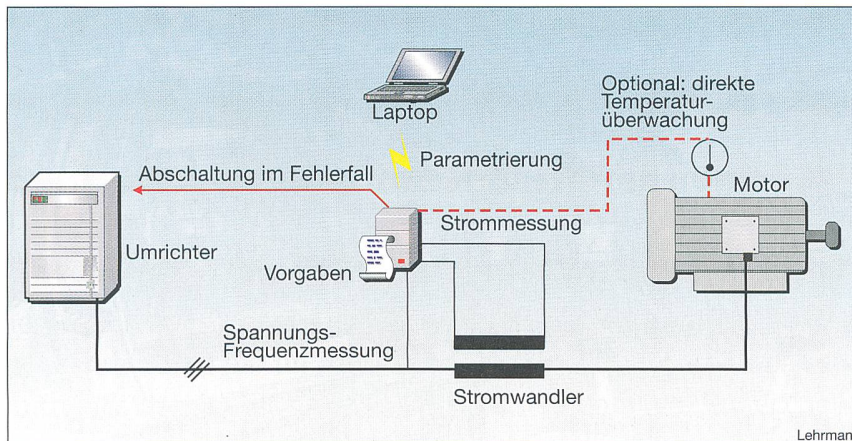 Laptop
Optional: direkte
Temperatur-
überwachung
Parametrierung
Abschaltung im Fehlerfall
Motor
Strommessung
Umrichter
Vorgaben
Spannungs-
Frequenzmessung
Stromwandler
Lehrman